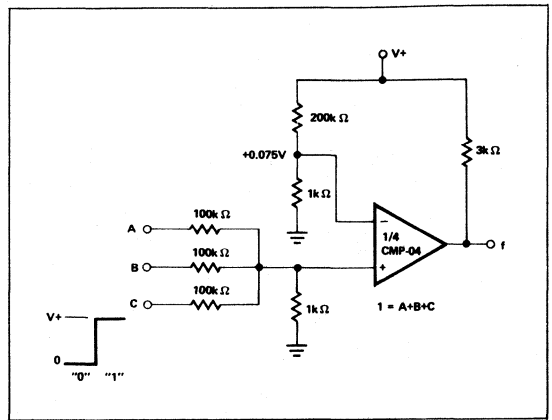 V+
200k Ω
+0.075V
3k Ω
1k Ω
100k Ω
A
−
1/4
CMP-04
f
100k Ω
B
+
100k Ω
C
1k Ω
1 = A+B+C
V+
0
"0" "1"